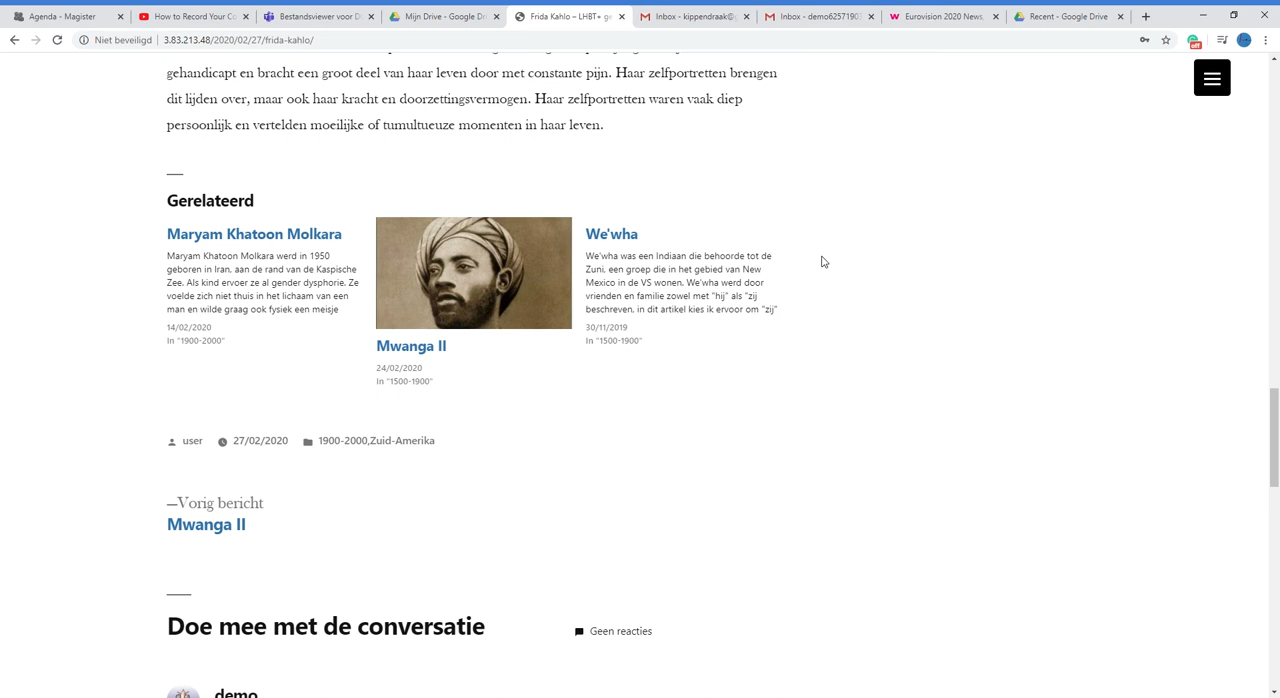 Agenda - Magister
How to Record Your Co
Bestandsviewer voor D
Mijn Drive - Google Dri
Frida Kahlo – LHBT+ ge
Inbox - kippendraak@g
Inbox - demo62571903
Eurovision 2020 News,
Recent - Google Drive
Niet beveiligd | 3.83.213.48/2020/02/27/frida-kahlo/
off
gehandicapt en bracht een groot deel van haar leven door met constante pijn. Haar zelfportretten brengen
dit lijden over, maar ook haar kracht en doorzettingsvermogen. Haar zelfportretten waren vaak diep
persoonlijk en vertelden moeilijke of tumultueuze momenten in haar leven.
Gerelateerd
Maryam Khatoon Molkara
Maryam Khatoon Molkara werd in 1950
geboren in Iran, aan de rand van de Kaspische
Zee. Als kind ervoer ze al gender dysphorie. Ze
voelde zich niet thuis in het lichaam van een
man en wilde graag ook fysiek een meisje
14/02/2020
In "1900-2000"
Mwanga II
24/02/2020
In "1500-1900"
We'wha
We'wha was een Indiaan die behoorde tot de
Zuni, een groep die in het gebied van New
Mexico in de VS wonen. We'wha werd door
vrienden en familie zowel met "hij" als "zij
beschreven, in dit artikel kies ik ervoor om "zij"
30/11/2019
In "1500-1900"
user 27/02/2020 1900-2000,Zuid-Amerika
—Vorig bericht
Mwanga II
Doe mee met de conversatie
Geen reacties
demo